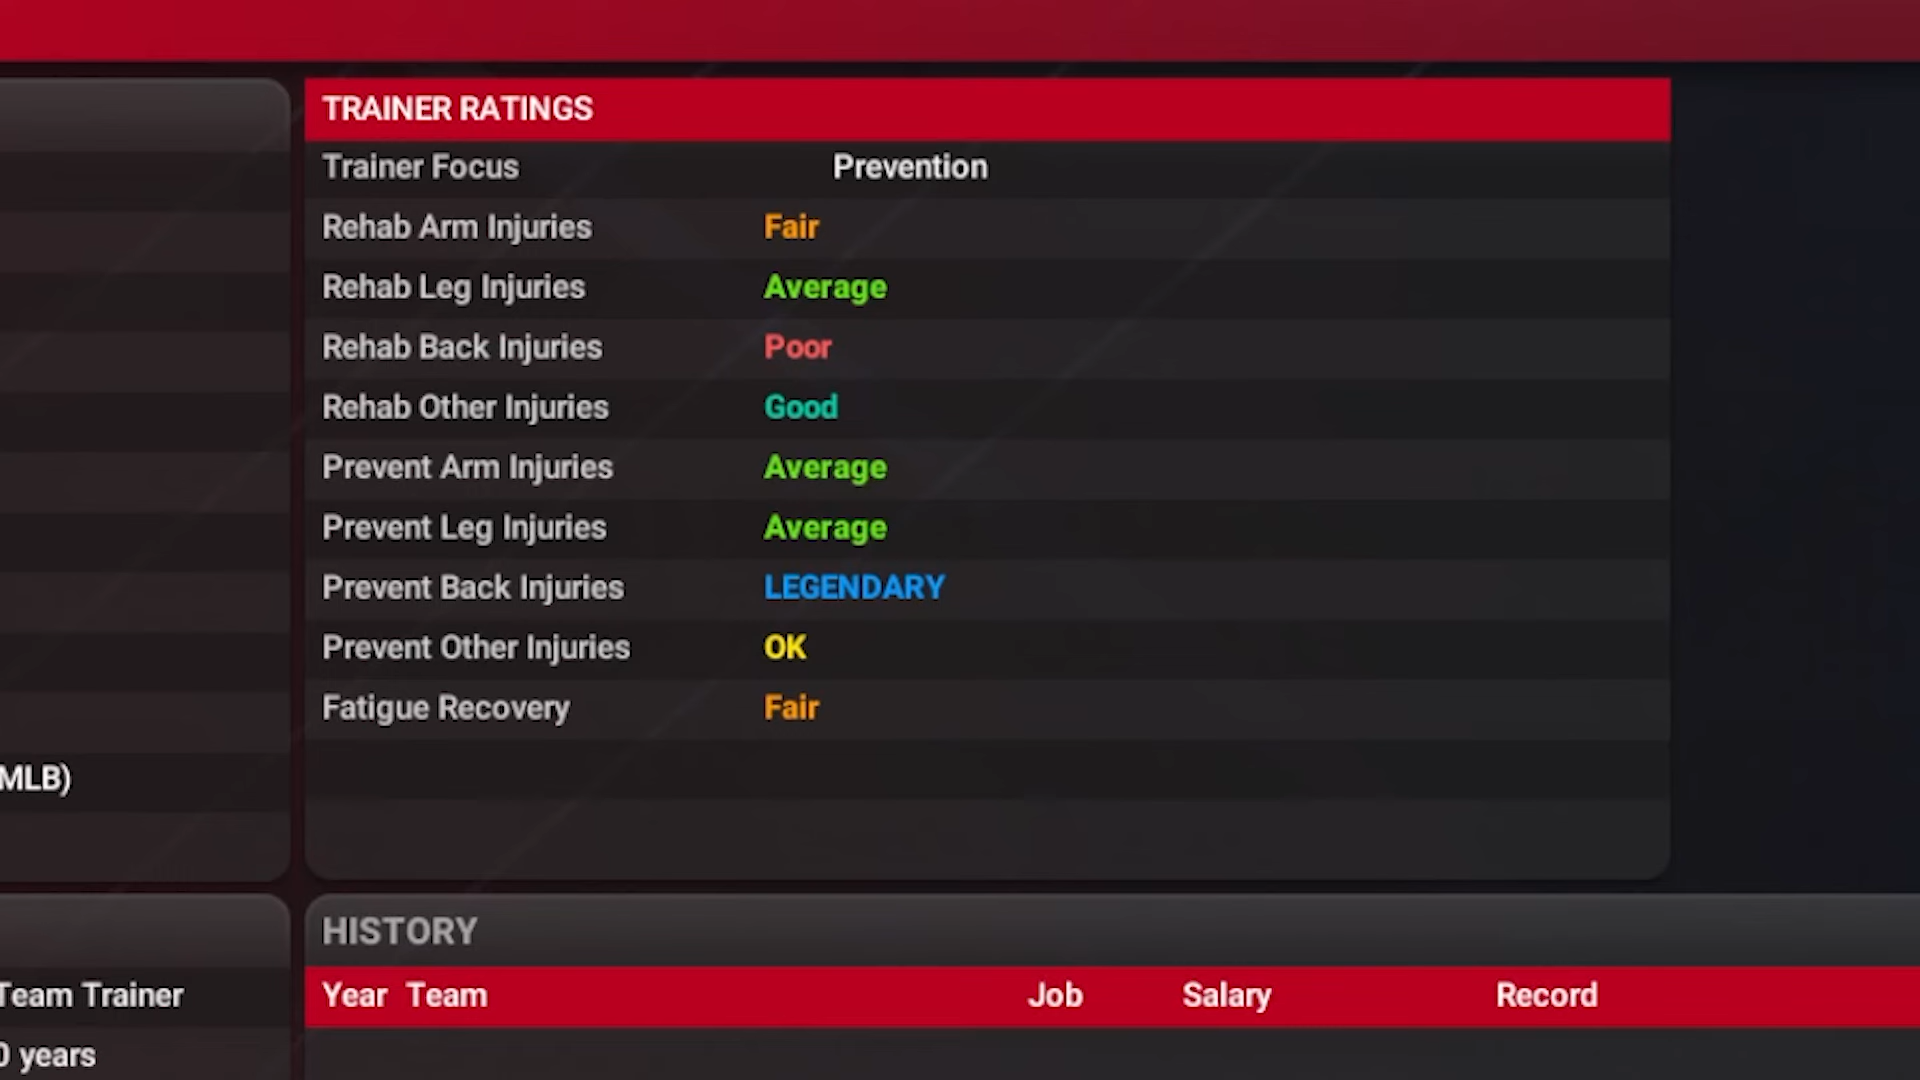 TRAINER RATINGS
Trainer Focus Prevention
Rehab Arm Injuries Fair
Rehab Leg Injuries Average
Rehab Back Injuries Poor
Rehab Other Injuries Good
Prevent Arm Injuries Average
Prevent Leg Injuries Average
Prevent Back Injuries LEGENDARY
Prevent Other Injuries OK
Fatigue Recovery Fair
MLB)
HISTORY
Team Trainer
Year Team Job Salary Record
0 years